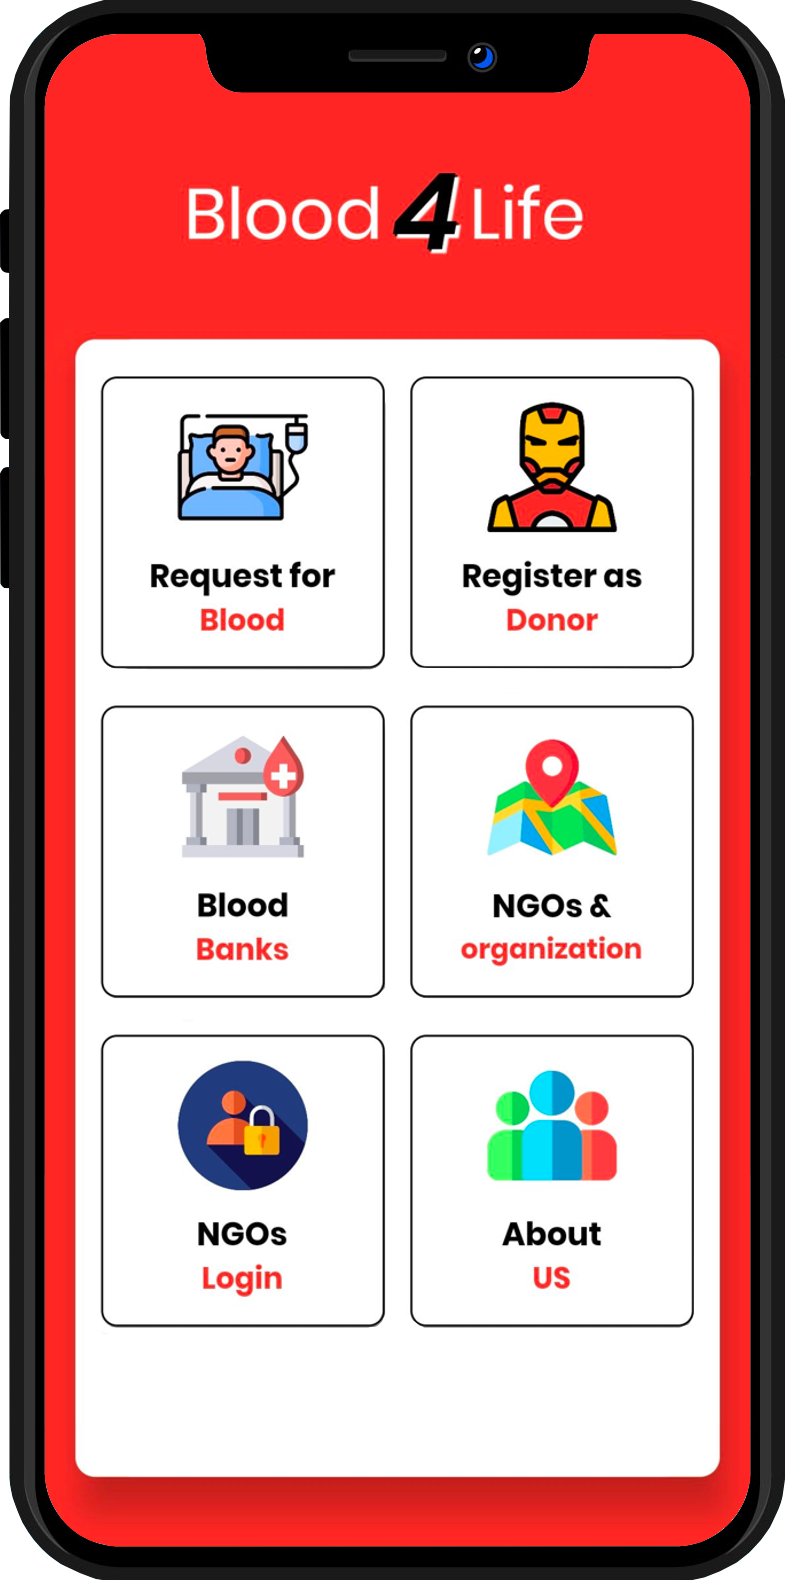 Blood 4 Life
Request for
Blood
Register as
Donor
Blood
Banks
NGOs &
organization
NGOs
Login
About
US